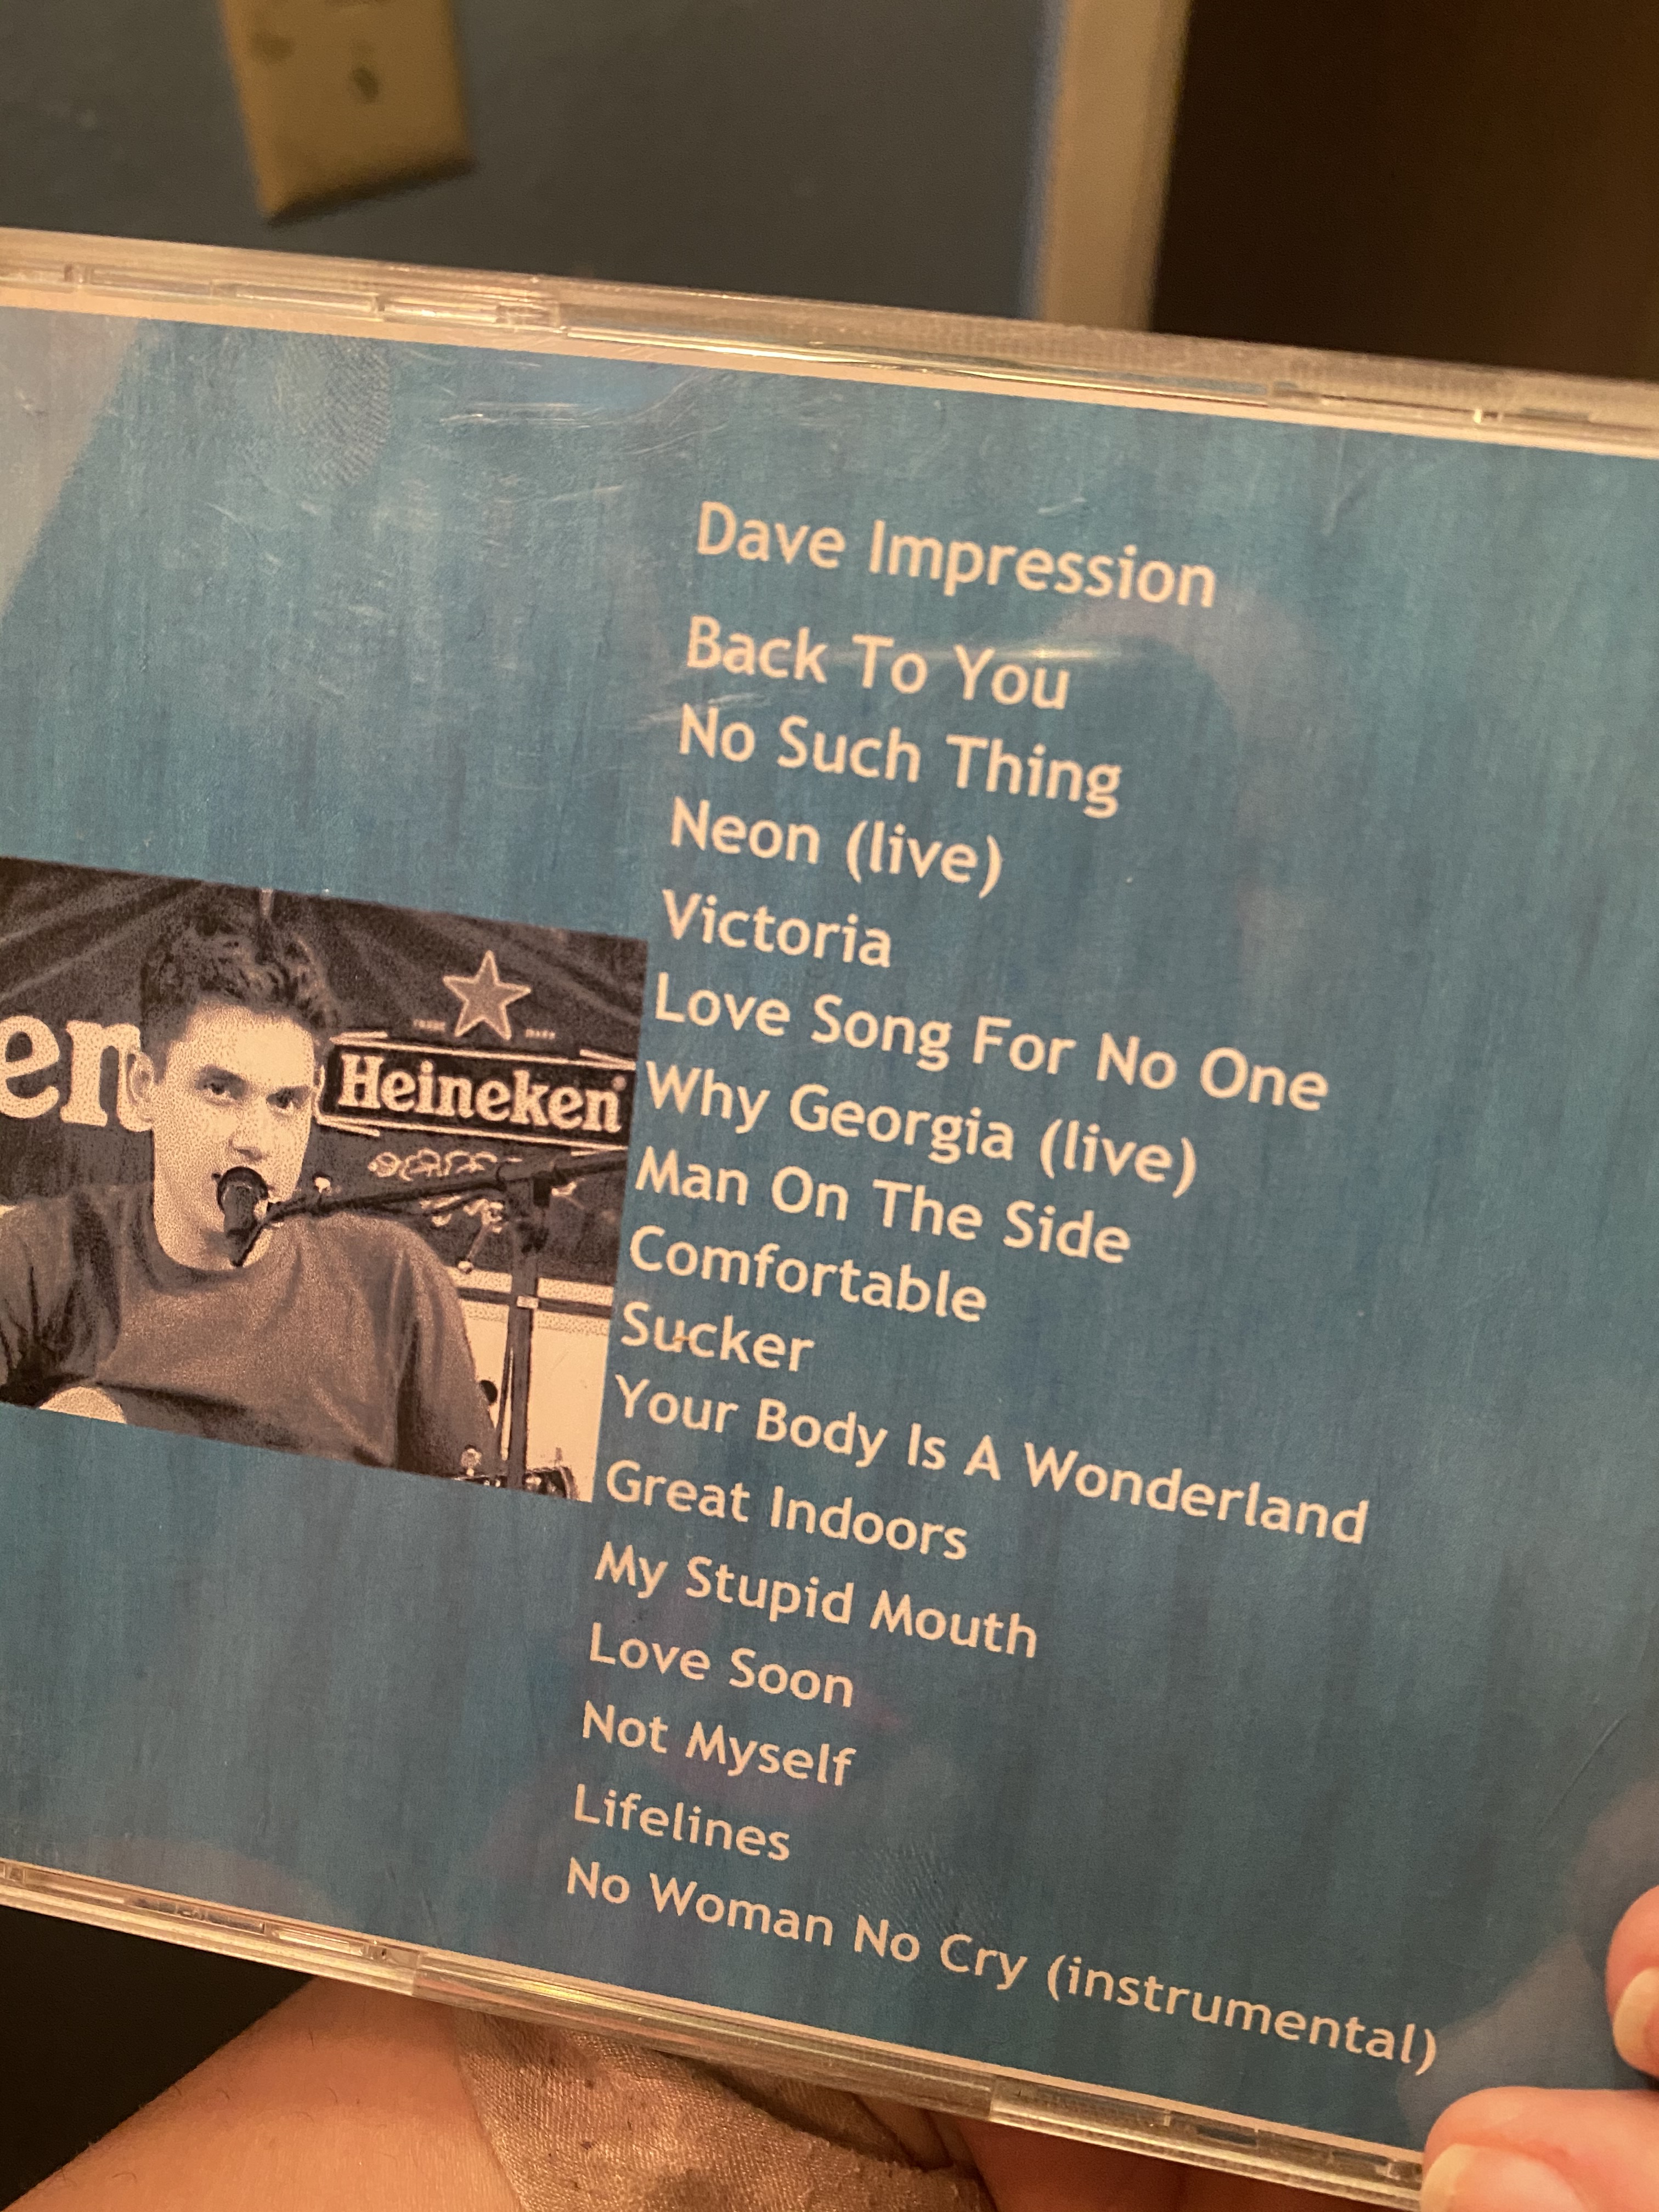 Dave Impression
Back To You
No Such Thing
Neon (live)
Victoria
Love Song For No One
Why Georgia (live)
Man On The Side
Comfortable
Sucker
Your Body Is A Wonderland
Great Indoors
My Stupid Mouth
Love Soon
Not Myself
Lifelines
No Woman No Cry (instrumental)
en
Heineken